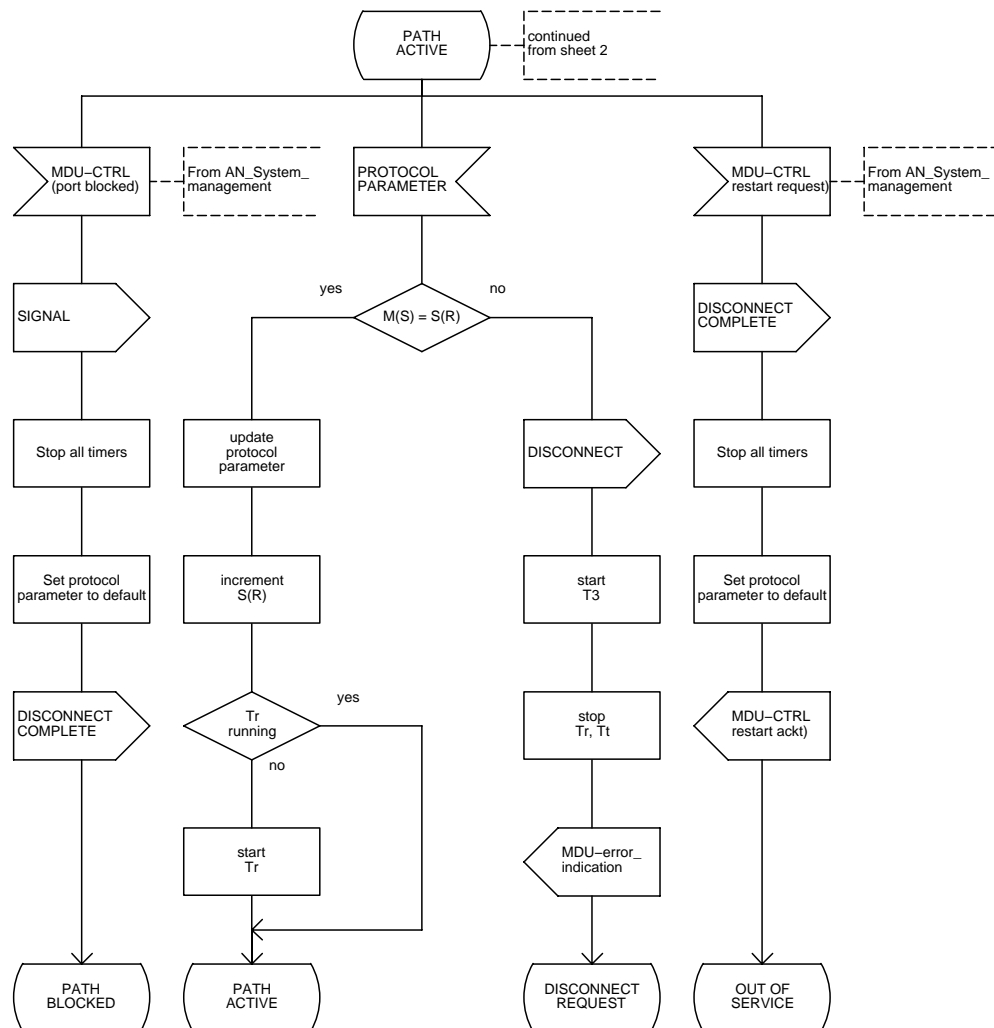 PATH
ACTIVE
continued
from sheet 2
MDU−CTRL
(port blocked)
From AN_System_
management
PROTOCOL
PARAMETER
MDU−CTRL
restart request)
From AN_System_
management
SIGNAL
yes
no
M(S) = S(R)
DISCONNECT
COMPLETE
Stop all timers
update
protocol
parameter
DISCONNECT
Stop all timers
Set protocol
parameter to default
increment
S(R)
start
T3
Set protocol
parameter to default
DISCONNECT
COMPLETE
Tr
running
yes
no
stop
Tr, Tt
MDU−CTRL
restart ackt)
start
Tr
MDU−error_
indication
PATH
BLOCKED
PATH
ACTIVE
DISCONNECT
REQUEST
OUT OF
SERVICE